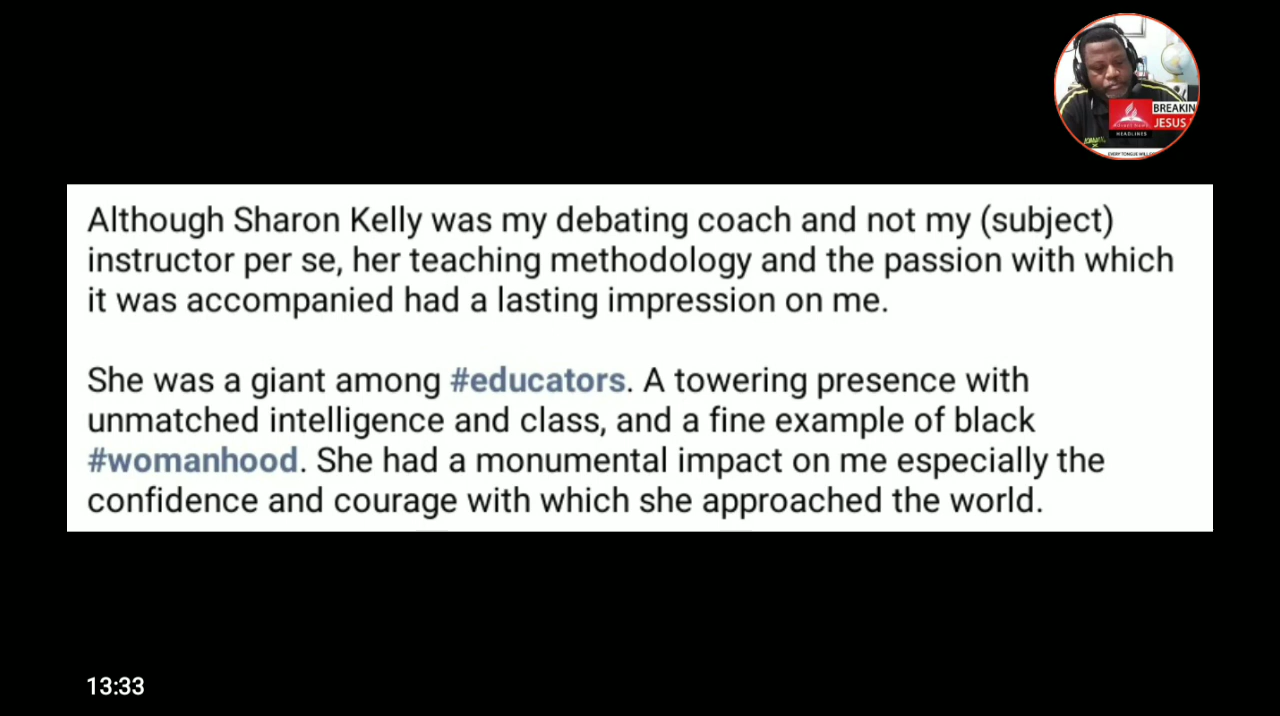 BREAKIN
JESUS
HEADLINES
Although Sharon Kelly was my debating coach and not my (subject)
instructor per se, her teaching methodology and the passion with which
it was accompanied had a lasting impression on me.
She was a giant among #educators. A towering presence with
unmatched intelligence and class, and a fine example of black
#womanhood. She had a monumental impact on me especially the
confidence and courage with which she approached the world.
13:33